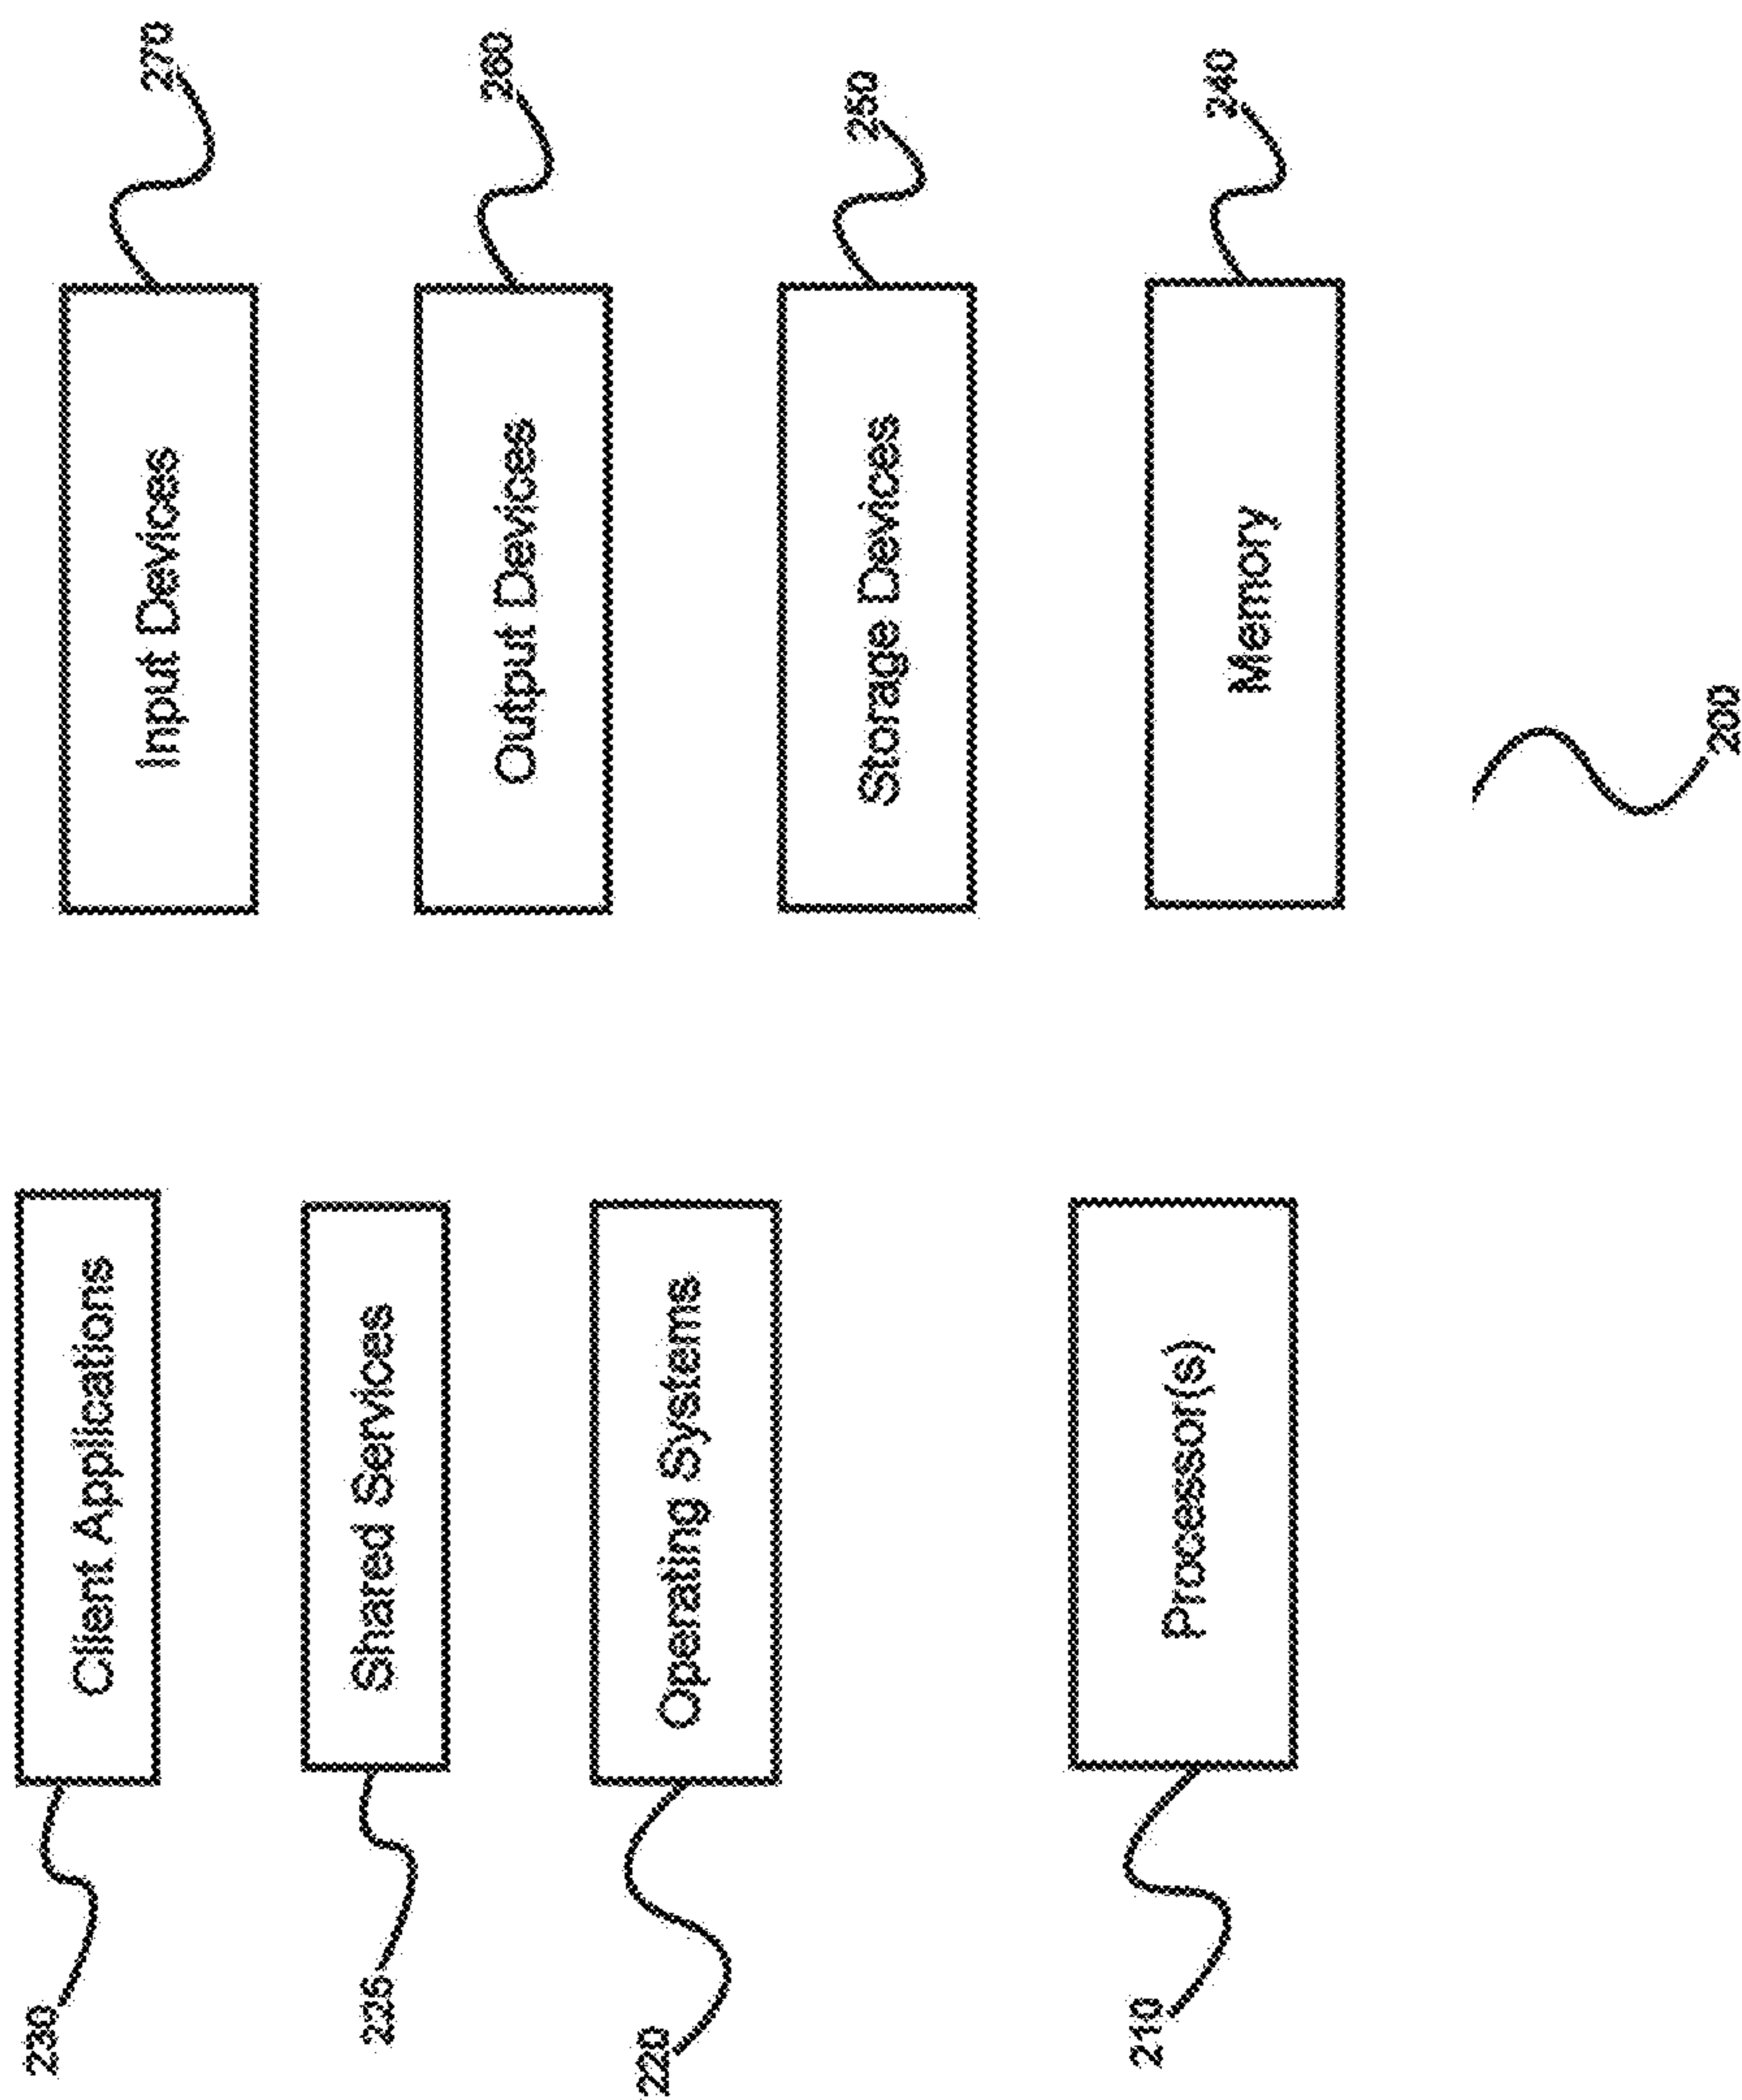 230
Client Applications
Input Devices
270
225
Shared Services
Output Devices
260
220
Operating Systems
Storage Devices
250
210
Processor(s)
Memory
240
200